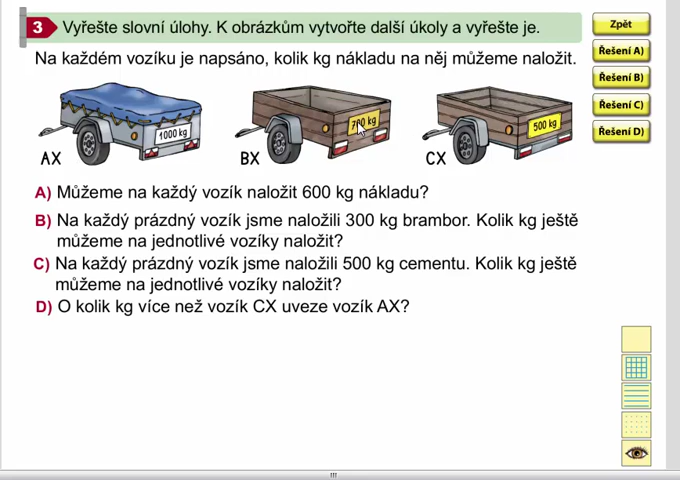 3 Vyřešte slovní úlohy. K obrázkům vytvořte další úkoly a vyřešte je.
Zpět
Řešení A)
Řešení B)
Řešení C)
Řešení D)
Na každém vozíku je napsáno, kolik kg nákladu na něj můžeme naložit.
1000 kg
700 kg
500 kg
AX
BX
CX
A) Můžeme na každý vozík naložit 600 kg nákladu?
B) Na každý prázdný vozík jsme naložili 300 kg brambor. Kolik kg ještě
můžeme na jednotlivé vozíky naložit?
C) Na každý prázdný vozík jsme naložili 500 kg cementu. Kolik kg ještě
můžeme na jednotlivé vozíky naložit?
D) O kolik kg více než vozík CX uveze vozík AX?